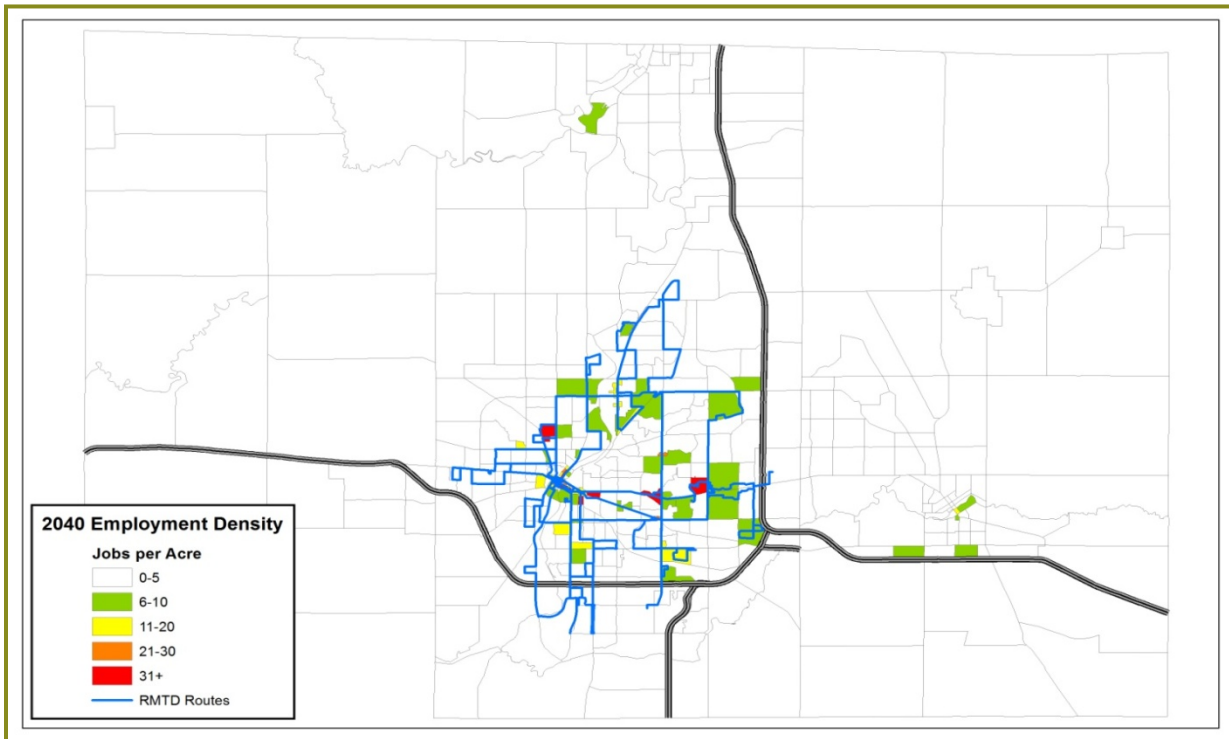 2040 Employment Density
Jobs per Acre
0-5
6-10
11-20
21-30
31+
RMTD Routes